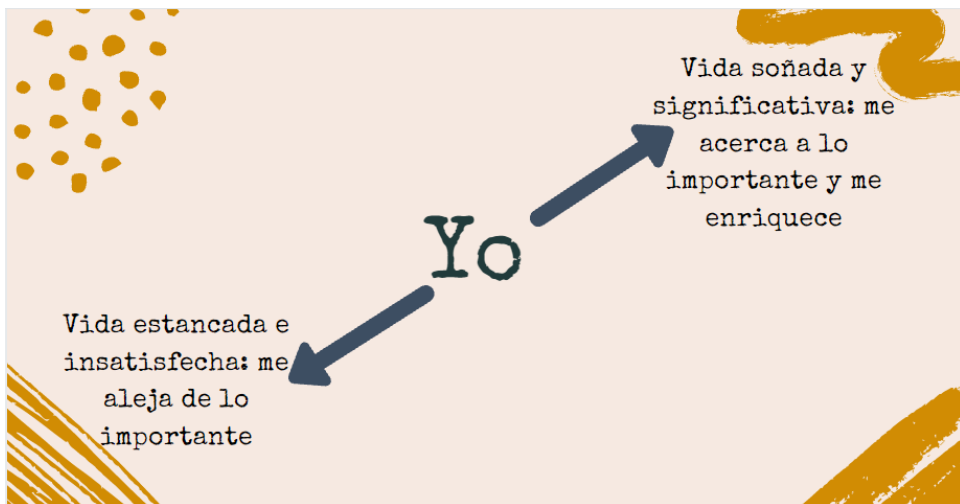 Vida soñada y
significativa: me
acerca a lo
importante y me
enriquece
Yo
Vida estancada e
insatisfecha: me
aleja de lo
importante